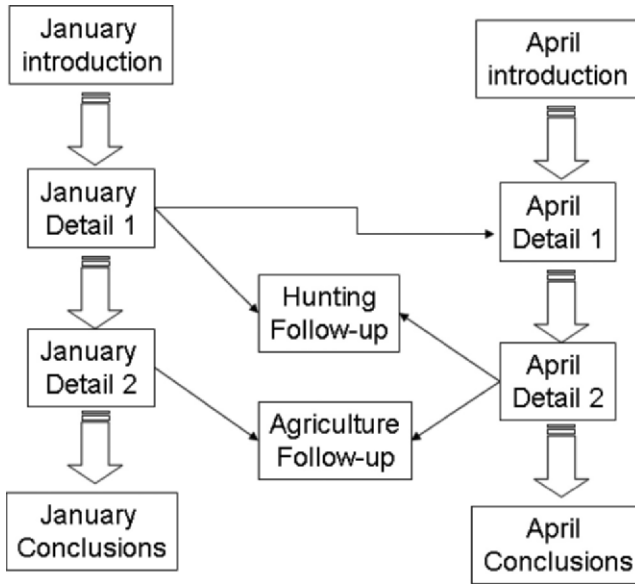 January
introduction
April
introduction
January
Detail 1
April
Detail 1
Hunting
Follow-up
January
Detail 2
April
Detail 2
Agriculture
Follow-up
January
Conclusions
April
Conclusions